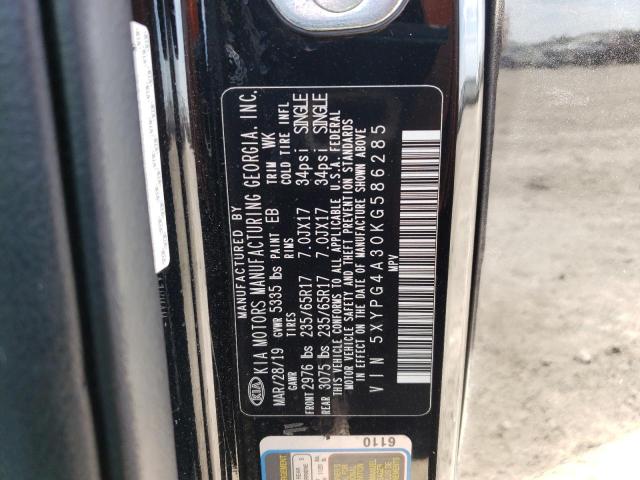 MANUFACTURED BY
KIA KIA MOTORS MANUFACTURING GEORGIA, INC.
MAR/28/19 GVWR 5335 lbs PAINT EB TRIM WK
GAWR TIRES RIMS COLD TIRE INFL
FRONT 2976 lbs 235/65R17 7.0JX17 34psi SINGLE
REAR 3075 lbs 235/65R17 7.0JX17 34psi SINGLE
THIS VEHICLE CONFORMS TO ALL APPLICABLE U.S.A. FEDERAL
MOTOR VEHICLE SAFETY AND THEFT PREVENTION STANDARDS
IN EFFECT ON THE DATE OF MANUFACTURE SHOWN ABOVE
VIN 5XYPG4A30KG586285
MPV
6110